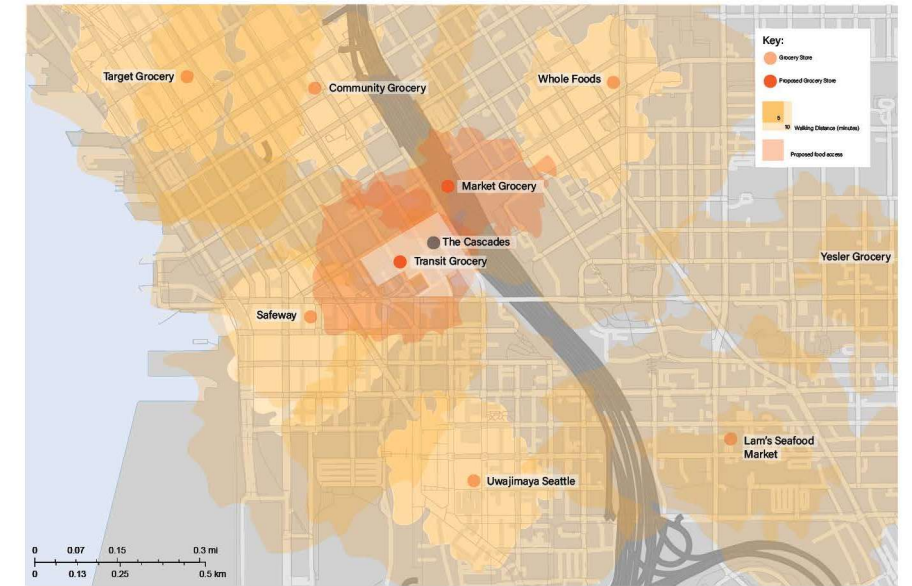 Key:
Grocery Store
Proposed Grocery Store
5
10 Walking Distance (minutes)
Proposed food access
Target Grocery
Community Grocery
Whole Foods
Market Grocery
The Cascades
Transit Grocery
Yesler Grocery
Safeway
Lam's Seafood
Market
Uwajimaya Seattle
0 0.07 0.15 0.3 mi
0 0.13 0.25 0.5 km